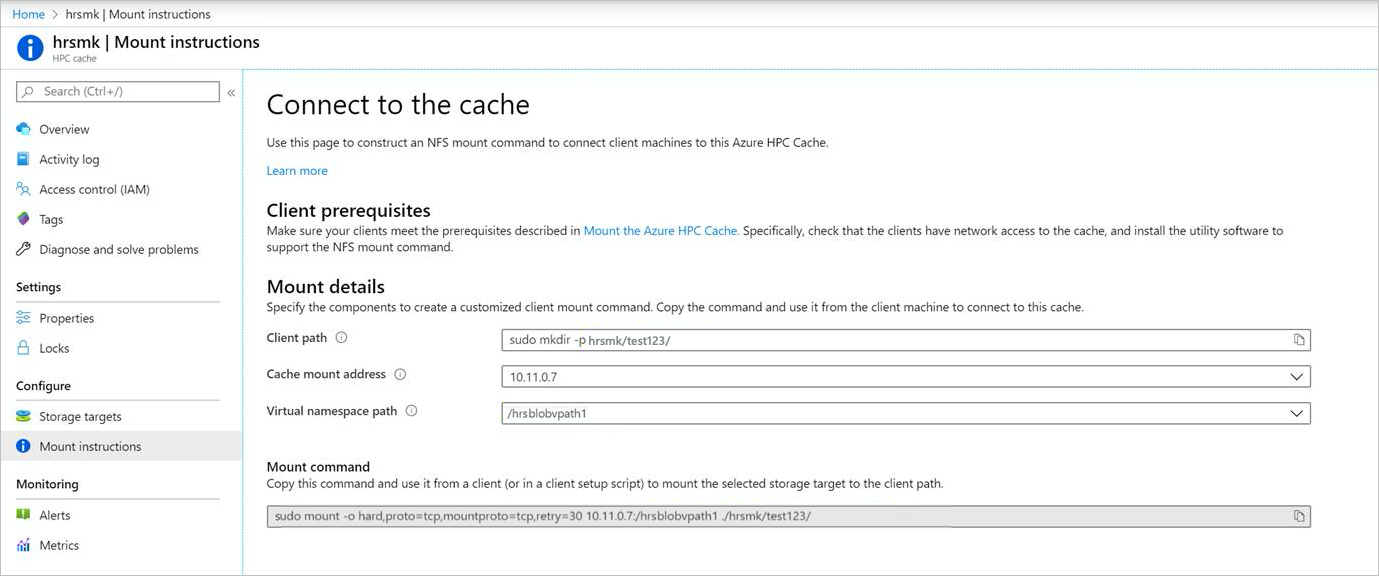 Home > hrsmk | Mount instructions
hrsmk | Mount instructions
HPC cache
Search (Ctrl+/)
«
Overview
Activity log
Access control (IAM)
Tags
Diagnose and solve problems
Settings
Properties
Locks
Configure
Storage targets
Mount instructions
Monitoring
Alerts
Metrics
Connect to the cache
Use this page to construct an NFS mount command to connect client machines to this Azure HPC Cache.
Learn more
Client prerequisites
Make sure your clients meet the prerequisites described in Mount the Azure HPC Cache. Specifically, check that the clients have network access to the cache, and install the utility software to
support the NFS mount command.
Mount details
Specify the components to create a customized client mount command. Copy the command and use it from the client machine to connect to this cache.
Client path
sudo mkdir -p hrsmk/test123/
Cache mount address
10.11.0.7
Virtual namespace path
/hrsblobvpath1
Mount command
Copy this command and use it from a client (or in a client setup script) to mount the selected storage target to the client path.
sudo mount -o hard,proto=tcp,mountproto=tcp,retry=30 10.11.0.7:/hrsblobvpath1 ./hrsmk/test123/